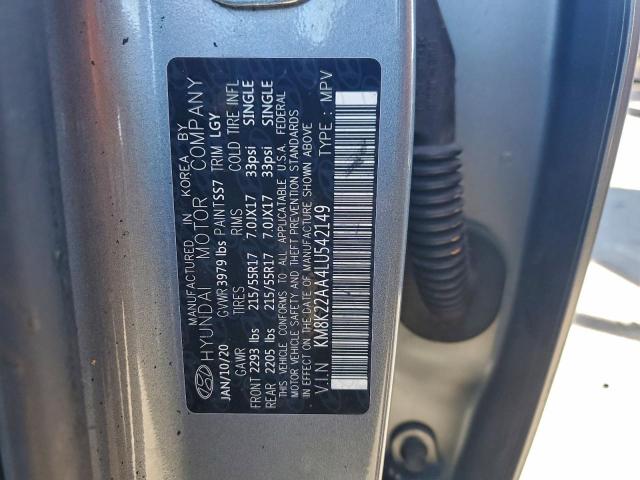 MANUFACTURED IN KOREA BY
HYUNDAI MOTOR COMPANY
JAN/10/20 GVWR 3979 lbs PAINT SS7 TRIM LGY
GAWR TIRES RIMS COLD TIRE INFL
FRONT 2293 lbs 215/55R17 7.0JX17 33psi SINGLE
REAR 2205 lbs 215/55R17 7.0JX17 33psi SINGLE
THIS VEHICLE CONFORMS TO ALL APPLICATABLE U.S.A. FEDERAL
MOTOR VEHICLE SAFETY, BUMPER, AND THEFT PREVENTION STANDARDS
IN EFFECT ON THE DATE OF MANUFACTURE SHOWN ABOVE
V.I.N : KM8K22AA4LU542149 TYPE : MPV